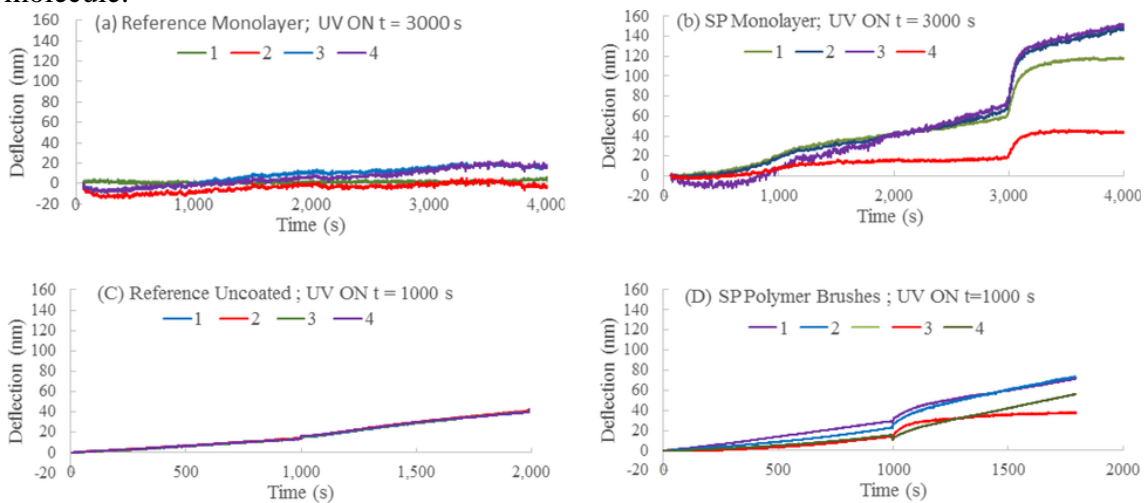 molecule.
(a) Reference Monolayer; UV ON t = 3000 s
1 2 3 4
Deflection (nm)
160
140
120
100
80
60
40
20
0
-20
0 1,000 2,000 3,000 4,000
Time (s)
(b) SP Monolayer; UV ON t = 3000 s
1 2 3 4
Deflection (nm)
160
140
120
100
80
60
40
20
0
-20
0 1,000 2,000 3,000 4,000
Time (s)
(C) Reference Uncoated ; UV ON t = 1000 s
1 2 3 4
Deflection (nm)
160
140
120
100
80
60
40
20
0
-20
0 500 1,000 1,500 2,000
Time (s)
(D) SP Polymer Brushes ; UV ON t=1000 s
1 2 3 4
Deflection (nm)
160
140
120
100
80
60
40
20
0
-20
0 500 1000 1500 2000
Time (s)